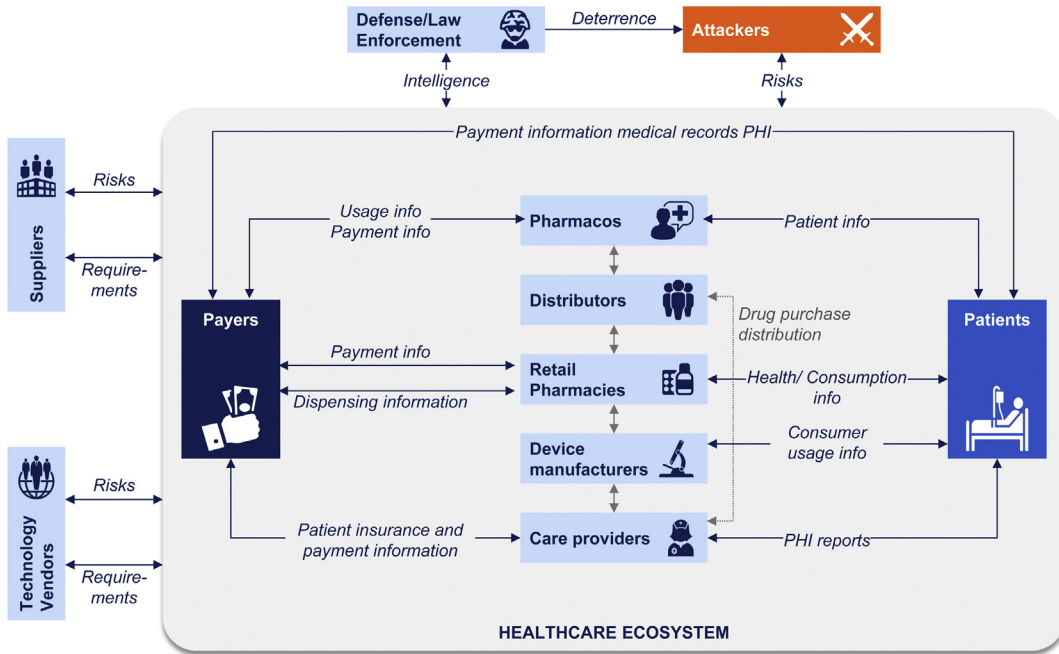 Defense/Law
Enforcement
Deterrence
Attackers
Intelligence
Risks
Payment information medical records PHI
Suppliers
Risks
Require-
ments
Usage info
Payment info
Pharmacos
Patient info
Distributors
Drug purchase
distribution
Payers
Patients
Payment info
Dispensing information
Retail
Pharmacies
Health/ Consumption
info
Device
manufacturers
Consumer
usage info
Technology
Vendors
Risks
Require-
ments
Patient insurance and
payment information
Care providers
PHI reports
HEALTHCARE ECOSYSTEM